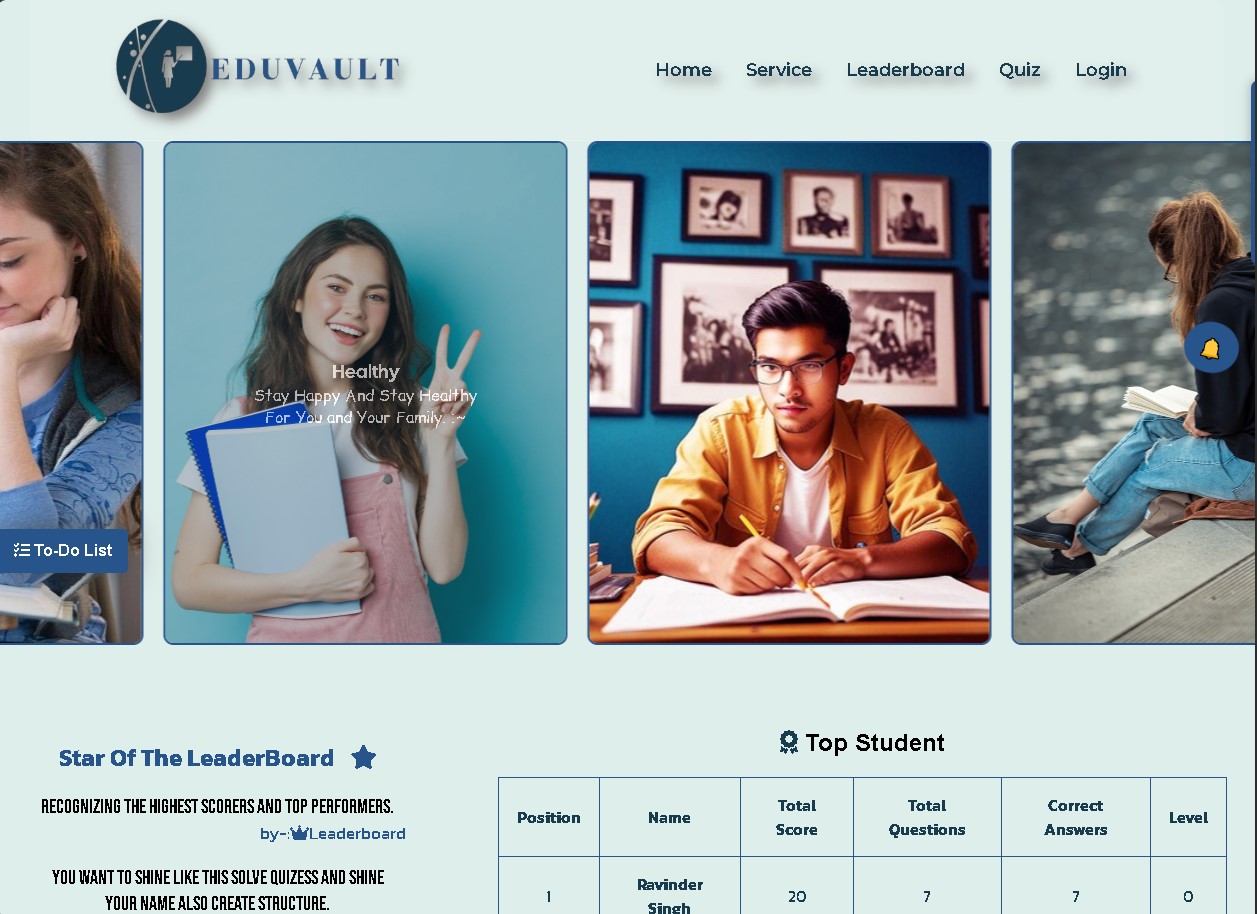 EDUVAULT
Home Service Leaderboard Quiz Login
Healthy
Stay Happy And Stay Healthy
For You and Your Family. :~
To-Do List
Star Of The LeaderBoard
RECOGNIZING THE HIGHEST SCORERS AND TOP PERFORMERS.
by-:Leaderboard
YOU WANT TO SHINE LIKE THIS SOLVE QUIZESS AND SHINE
YOUR NAME ALSO CREATE STRUCTURE.
Top Student
Position Name Total Score Total Questions Correct Answers Level
1 Ravinder Singh 20 7 7 0